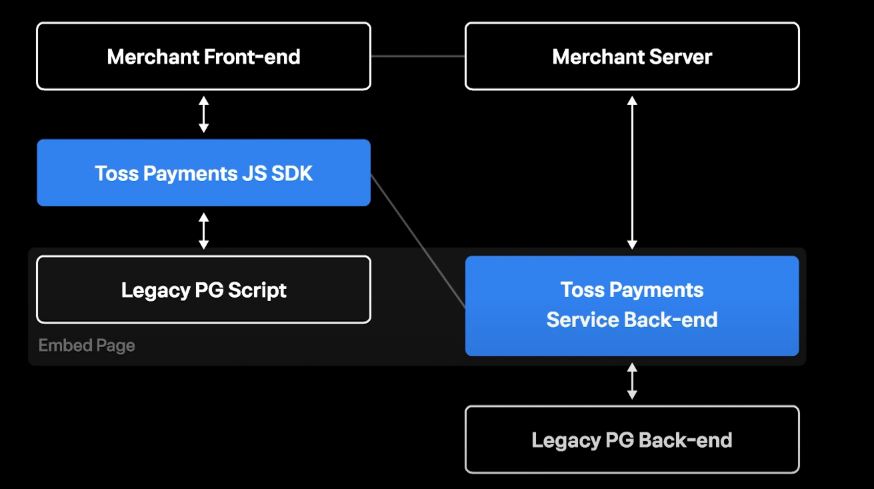 Merchant Front-end
Merchant Server
Toss Payments JS SDK
Legacy PG Script
Toss Payments
Service Back-end
Embed Page
Legacy PG Back-end